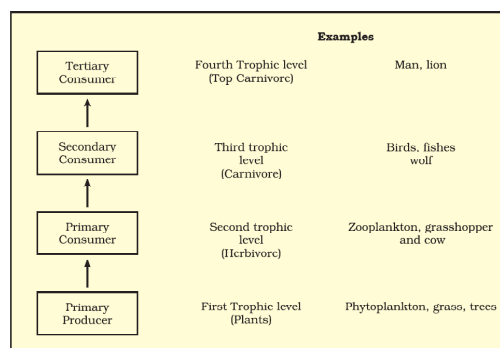 Examples
Tertiary Fourth Trophic level Man, lion
Consumer (Top Carnivore)
Secondary Third trophic Birds, fishes
Consumer level wolf
(Carnivore)
Primary Second trophic Zooplankton, grasshopper
Consumer level and cow
(Herbivore)
Primary First Trophic level Phytoplankton, grass, trees
Producer (Plants)